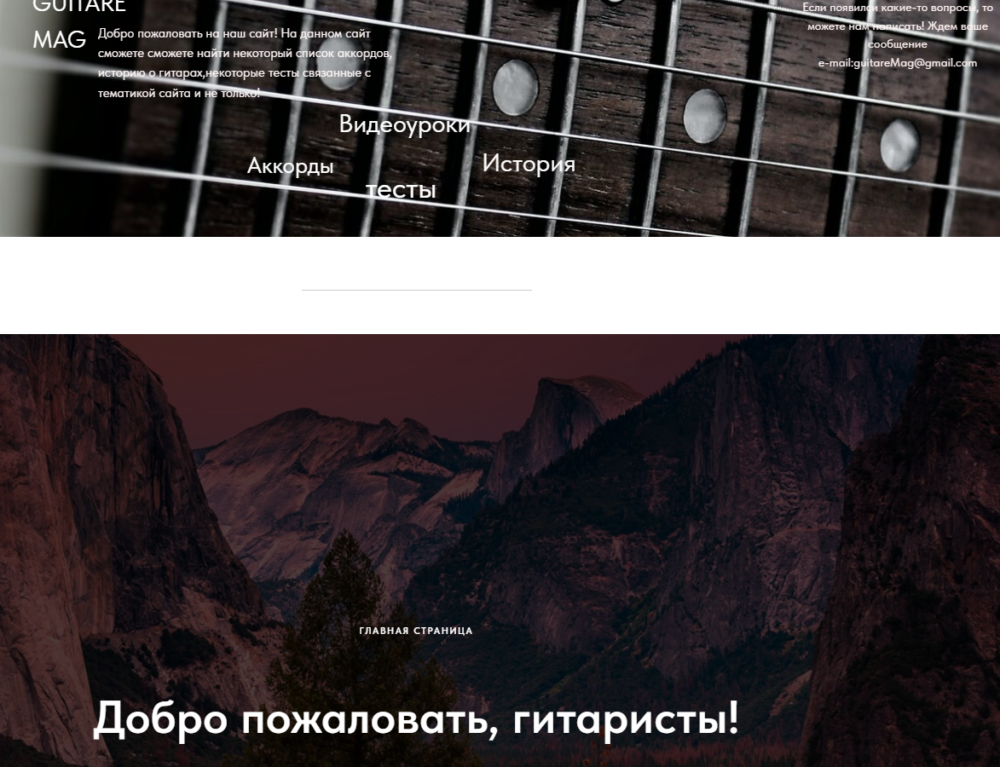 GUITARE
MAG
Добро пожаловать на наш сайт! На данном сайт
сможете сможете найти некоторый список аккордов,
историю о гитарах,некоторые тесты связанные с
тематикой сайта и не только!
Если появилси какие-то вопросы, то
можете нам написать! Ждем ваше
сообщение
e-mail:guitareMag@gmail.com
Видеоуроки
Аккорды
История
тесты
ГЛАВНАЯ СТРАНИЦА
Добро пожаловать, гитаристы!